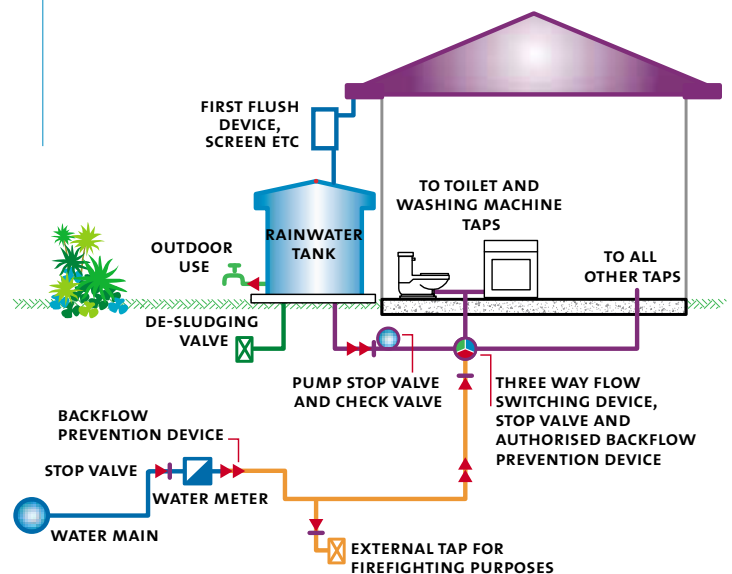 FIRST FLUSH
DEVICE,
SCREEN ETC
TO TOILET AND
WASHING MACHINE
TAPS
RAINWATER
TANK
OUTDOOR
USE
TO ALL
OTHER TAPS
DE-SLUDGING
VALVE
PUMP STOP VALVE
AND CHECK VALVE
THREE WAY FLOW
SWITCHING DEVICE,
STOP VALVE AND
AUTHORISED BACKFLOW
PREVENTION DEVICE
BACKFLOW
PREVENTION DEVICE
STOP VALVE
WATER METER
WATER MAIN
EXTERNAL TAP FOR
FIREFIGHTING PURPOSES